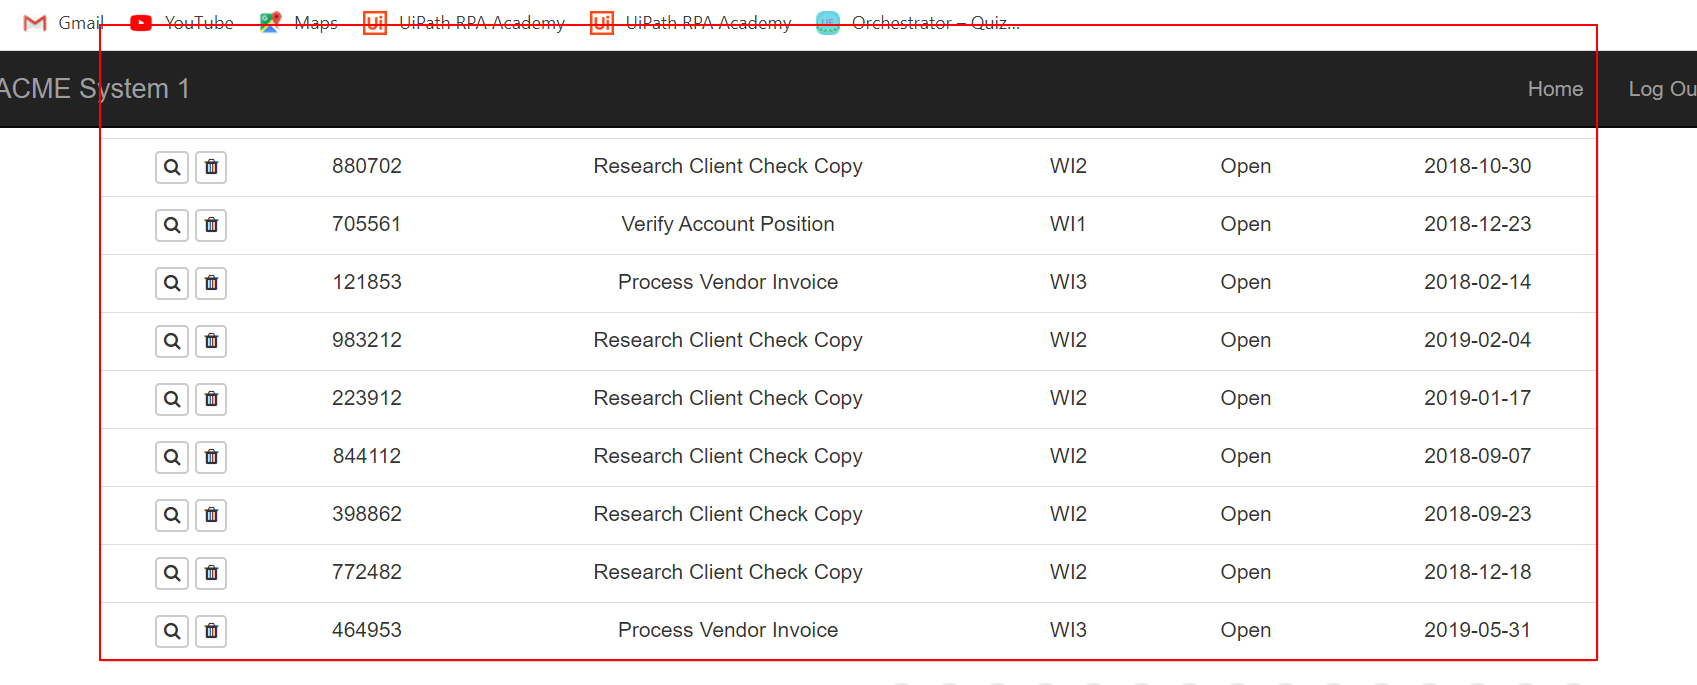 Gmail YouTube Maps UiPath RPA Academy UiPath RPA Academy Orchestrator – Quiz...
ACME System 1 Home Log Ou
880702 Research Client Check Copy WI2 Open 2018-10-30
705561 Verify Account Position WI1 Open 2018-12-23
121853 Process Vendor Invoice WI3 Open 2018-02-14
983212 Research Client Check Copy WI2 Open 2019-02-04
223912 Research Client Check Copy WI2 Open 2019-01-17
844112 Research Client Check Copy WI2 Open 2018-09-07
398862 Research Client Check Copy WI2 Open 2018-09-23
772482 Research Client Check Copy WI2 Open 2018-12-18
464953 Process Vendor Invoice WI3 Open 2019-05-31